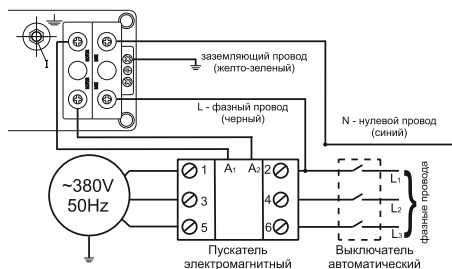 I
заземляющий провод
(желто-зеленый)
L - фазный провод
(черный)
N - нулевой провод
(синий)
~380V
50Hz
1 A1 A2 2
3 4
5 6
L1
L2
L3
фазные провода
Пускатель
электромагнитный
Выключатель
автоматический